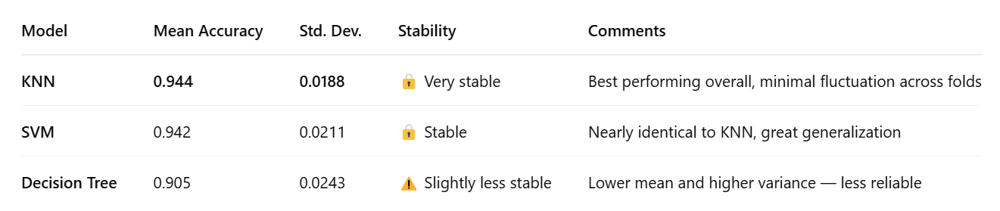 Model Mean Accuracy Std. Dev. Stability Comments
KNN 0.944 0.0188 🔒 Very stable Best performing overall, minimal fluctuation across folds
SVM 0.942 0.0211 🔒 Stable Nearly identical to KNN, great generalization
Decision Tree 0.905 0.0243 ⚠️ Slightly less stable Lower mean and higher variance — less reliable